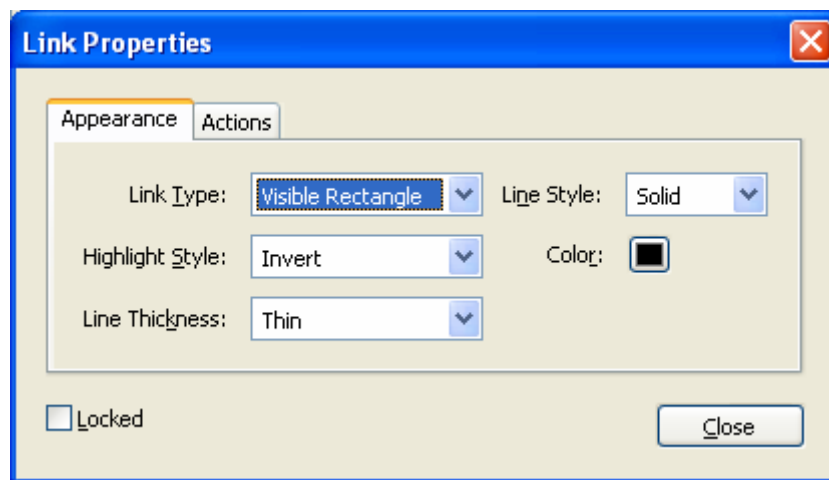 Link Properties
Appearance Actions
Link Type: Visible Rectangle Line Style: Solid
Highlight Style: Invert Color:
Line Thickness: Thin
Locked
Close